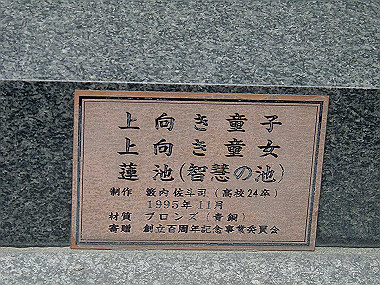 上向き童子
上向き童女
蓮池(智慧の池)
制作 籔内佐斗司(高校24卒)
1995年11月
材質 ブロンズ(青銅)
寄贈 創立百周年記念事業委員会